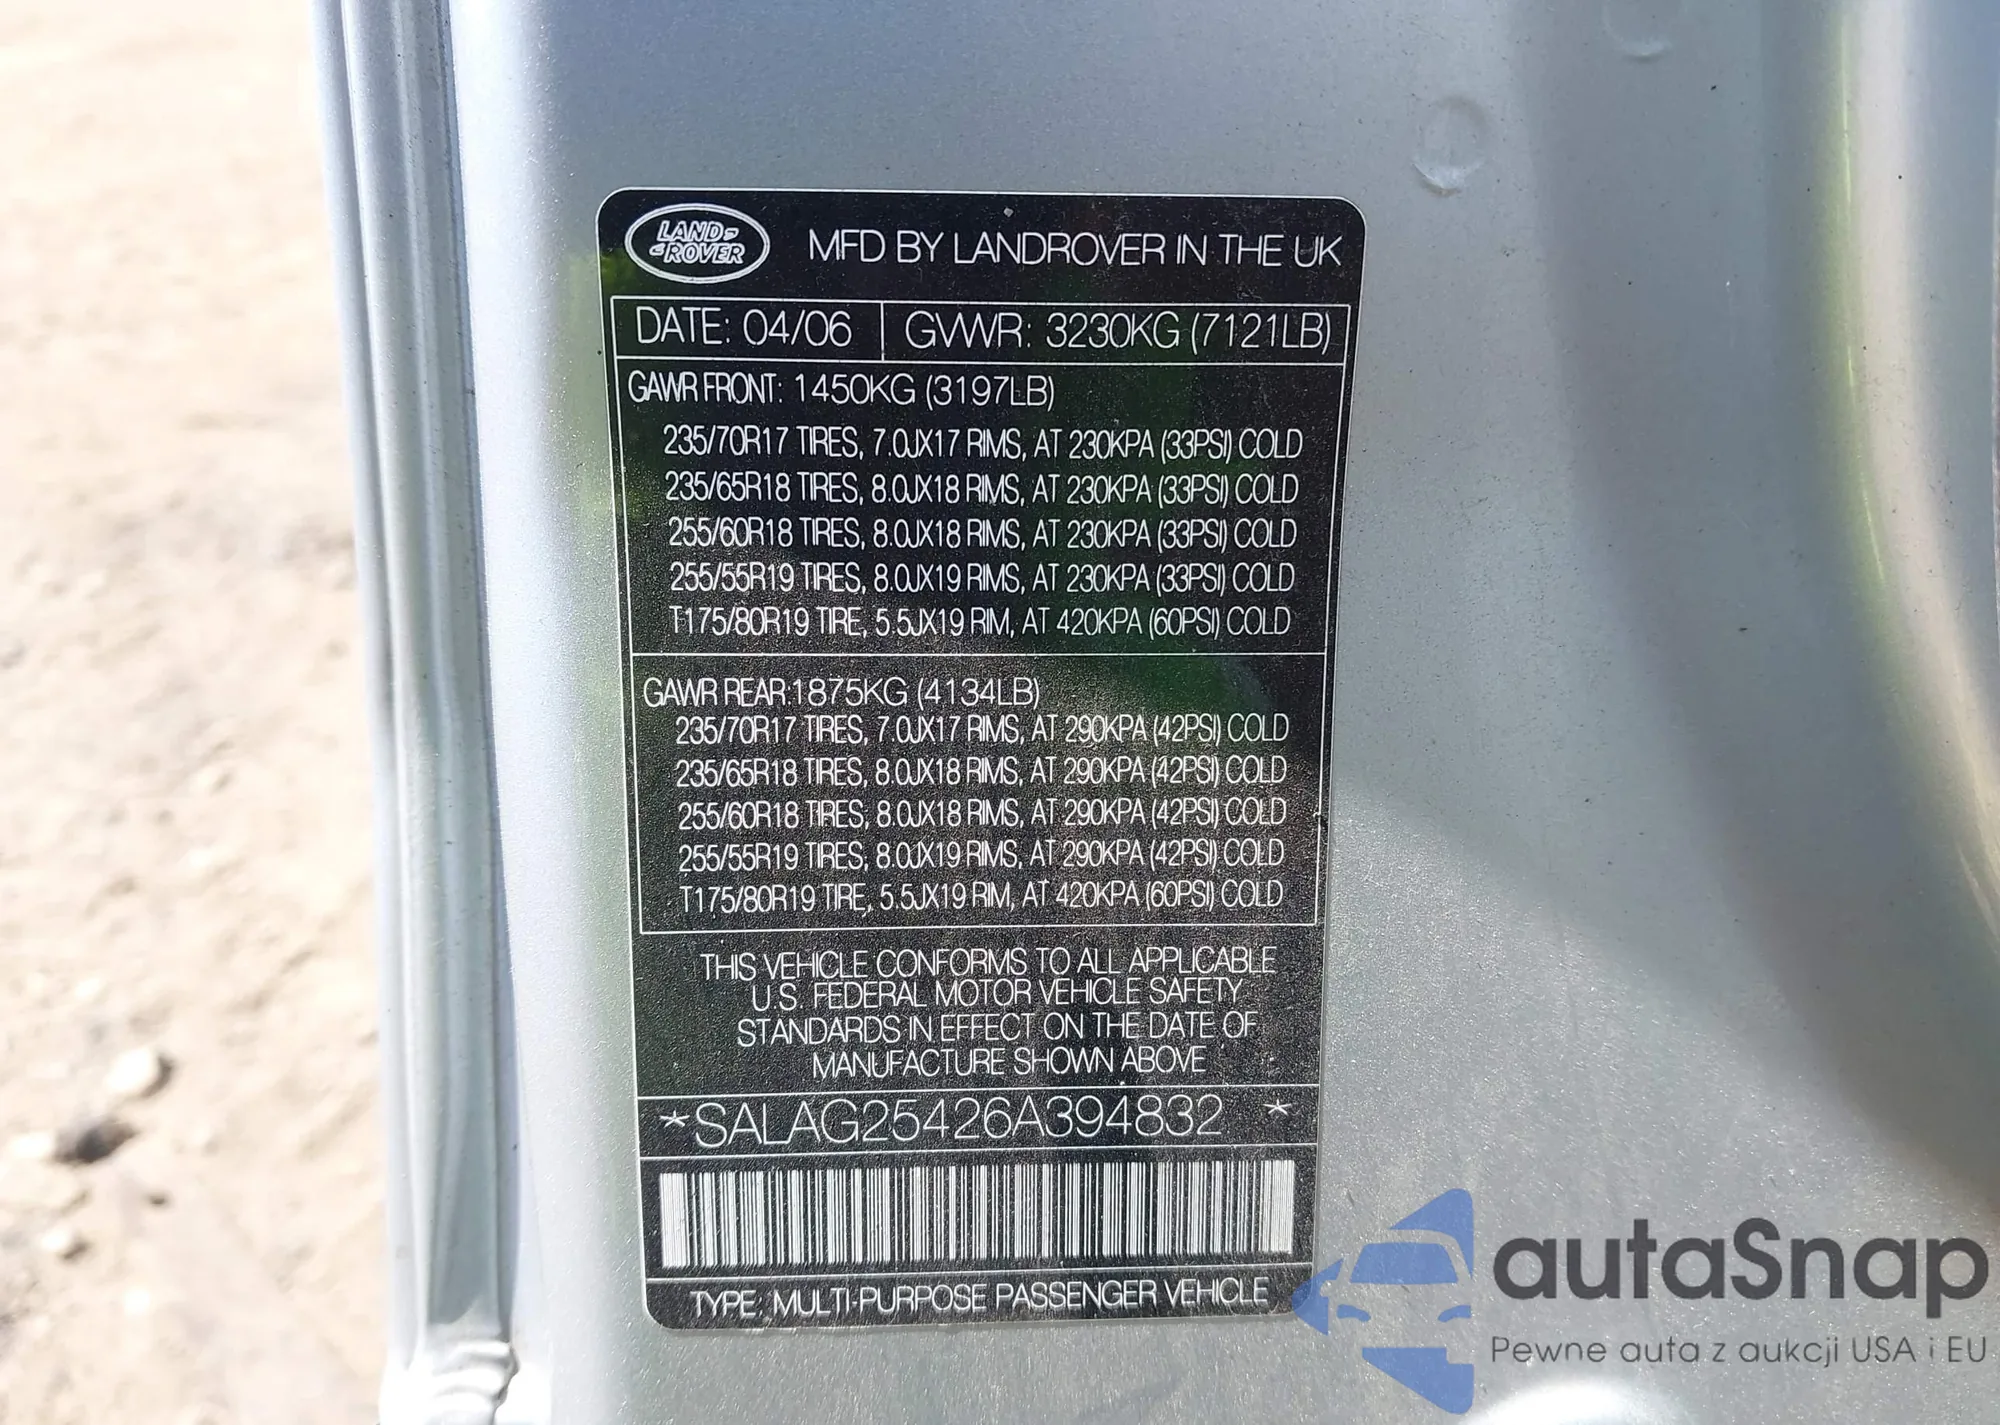 LAND ROVER
MFD BY LANDROVER IN THE UK
DATE: 04/06 GVWR: 3230KG (7121LB)
GAWR FRONT: 1450KG (3197LB)
235/70R17 TIRES, 7.0JX17 RIMS, AT 230KPA (33PSI) COLD
235/65R18 TIRES, 8.0JX18 RIMS, AT 230KPA (33PSI) COLD
255/60R18 TIRES, 8.0JX18 RIMS, AT 230KPA (33PSI) COLD
255/55R19 TIRES, 8.0JX19 RIMS, AT 230KPA (33PSI) COLD
T175/80R19 TIRE, 5.5JX19 RIM, AT 420KPA (60PSI) COLD
GAWR REAR:1875KG (4134LB)
235/70R17 TIRES, 7.0JX17 RIMS, AT 290KPA (42PSI) COLD
235/65R18 TIRES, 8.0JX18 RIMS, AT 290KPA (42PSI) COLD
255/60R18 TIRES, 8.0JX18 RIMS, AT 290KPA (42PSI) COLD
255/55R19 TIRES, 8.0JX19 RIMS, AT 290KPA (42PSI) COLD
T175/80R19 TIRE, 5.5JX19 RIM, AT 420KPA (60PSI) COLD
THIS VEHICLE CONFORMS TO ALL APPLICABLE
U.S. FEDERAL MOTOR VEHICLE SAFETY
STANDARDS IN EFFECT ON THE DATE OF
MANUFACTURE SHOWN ABOVE
*SALAG25426A394832 *
TYPE: MULTI-PURPOSE PASSENGER VEHICLE
autaSnap
Pewne auta z aukcji USA i EU